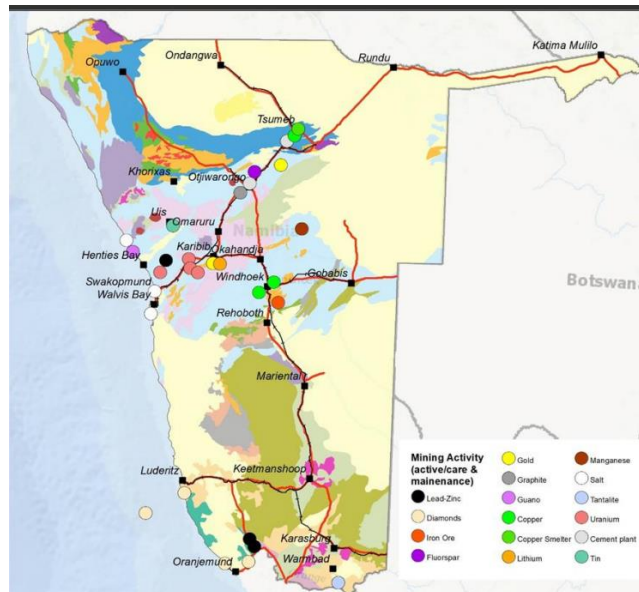 Katima Mulilo
Ondangwa
Rundu
Opuwo
Tsumeb
Khorixas
Otjiwarongo
Uis
Omaruru
Namibia
Henties Bay
Karibib
Okahandja
Swakopmund
Windhoek
Gobabis
Walvis Bay
Botswana
Rehoboth
Mariental
Luderitz
Keetmanshoop
Karasburg
Oranjemund
Warmbad
Mining Activity
(active/care &
mainenance)
Lead-Zinc
Diamonds
Iron Ore
Fluorspar
Gold
Graphite
Guano
Copper
Copper Smelter
Lithium
Manganese
Salt
Tantalite
Uranium
Cement plant
Tin